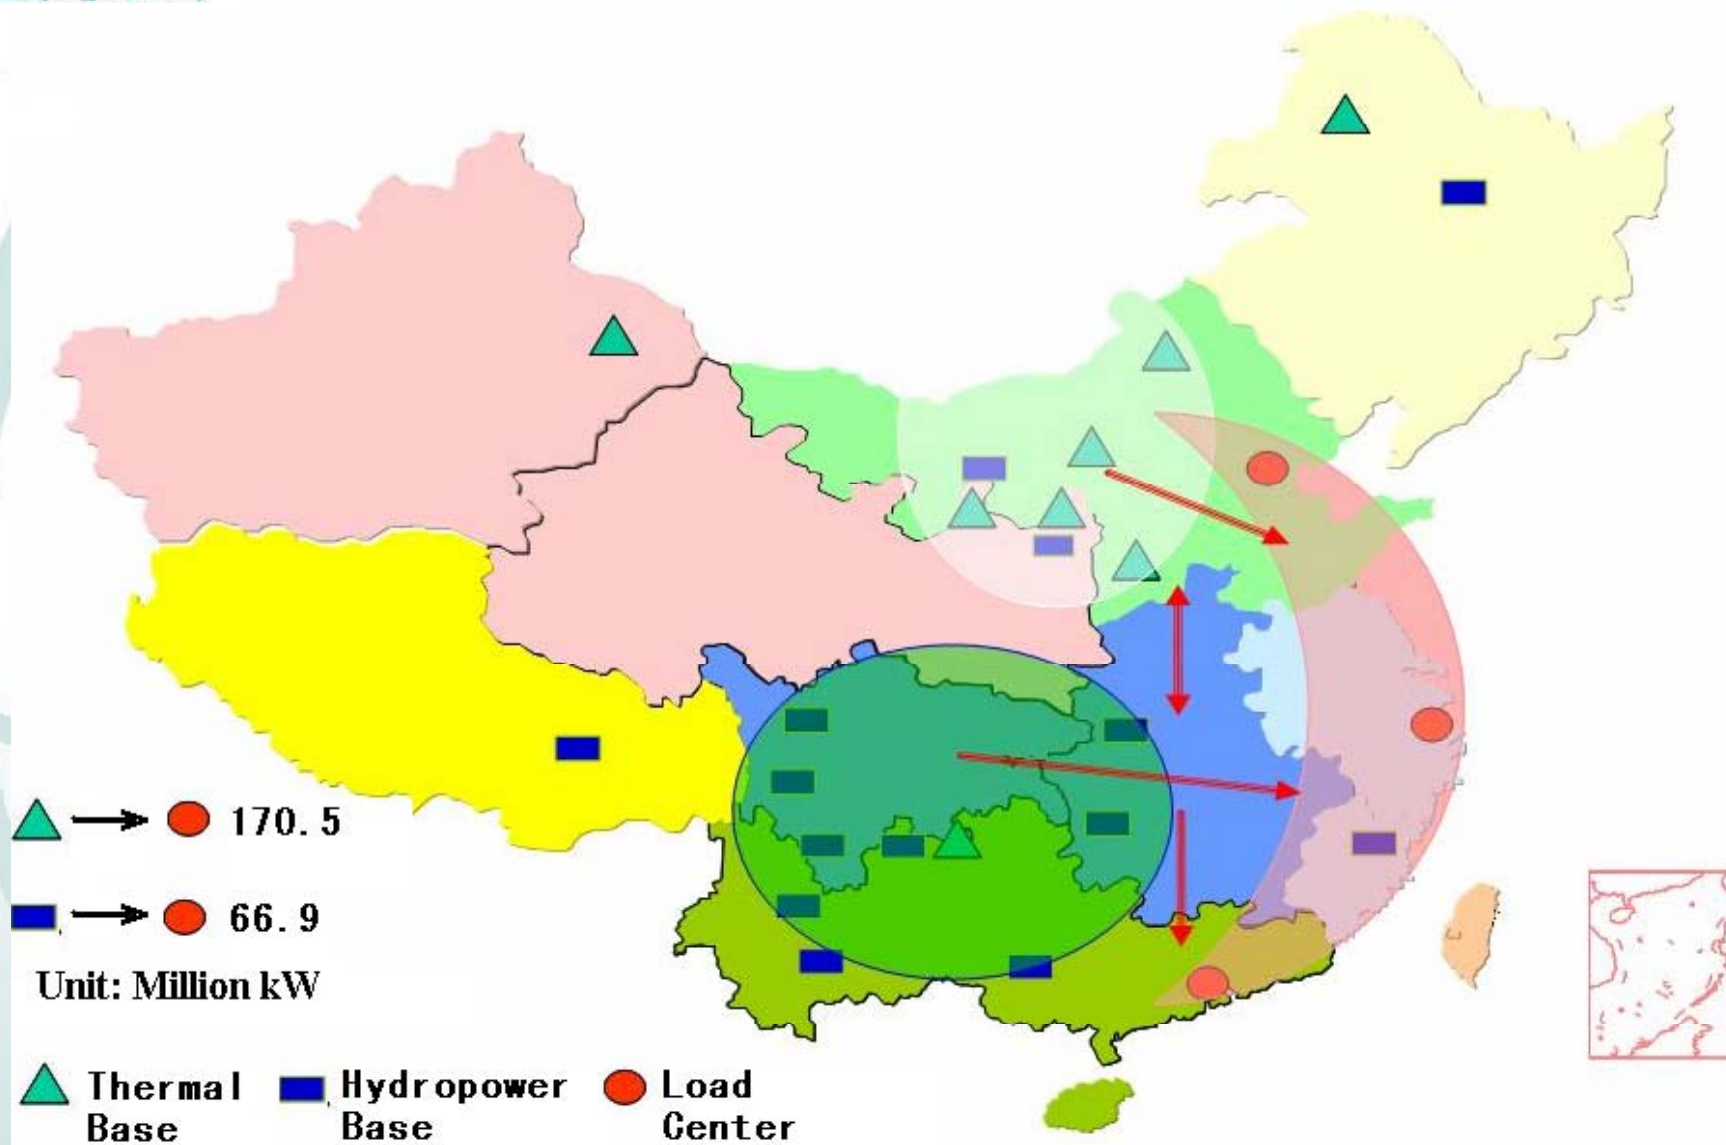 170.5
66.9
Unit: Million kW
Thermal Base
Hydropower Base
Load Center